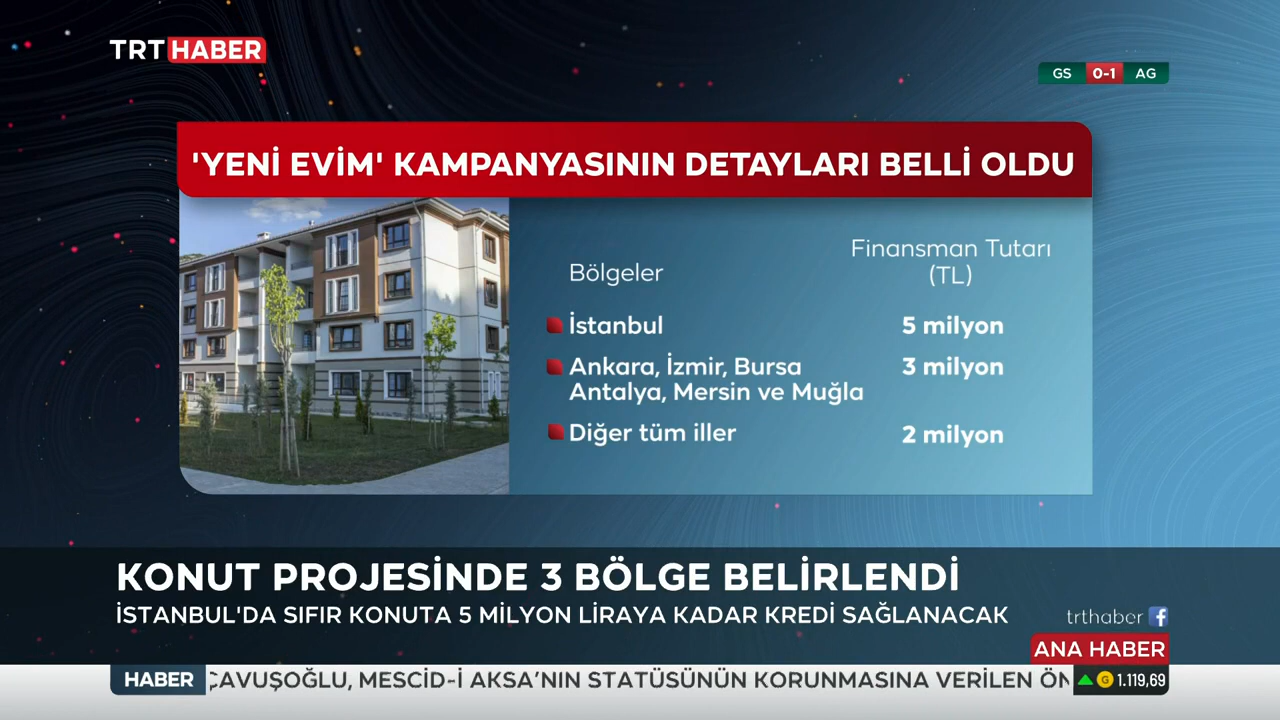 TRT HABER
GS 0-1 AG
'YENİ EVİM' KAMPANYASININ DETAYLARI BELLİ OLDU
Bölgeler
Finansman Tutarı
(TL)
İstanbul 5 milyon
Ankara, İzmir, Bursa 3 milyon
Antalya, Mersin ve Muğla
Diğer tüm iller 2 milyon
KONUT PROJESİNDE 3 BÖLGE BELİRLENDİ
İSTANBUL'DA SIFIR KONUTA 5 MİLYON LİRAYA KADAR KREDİ SAĞLANACAK
trthaber
ANA HABER
HABER ÇAVUŞOĞLU, MESCİD-İ AKSA'NIN STATÜSÜNÜN KORUNMASINA VERİLEN ÖN
G 1.119,69